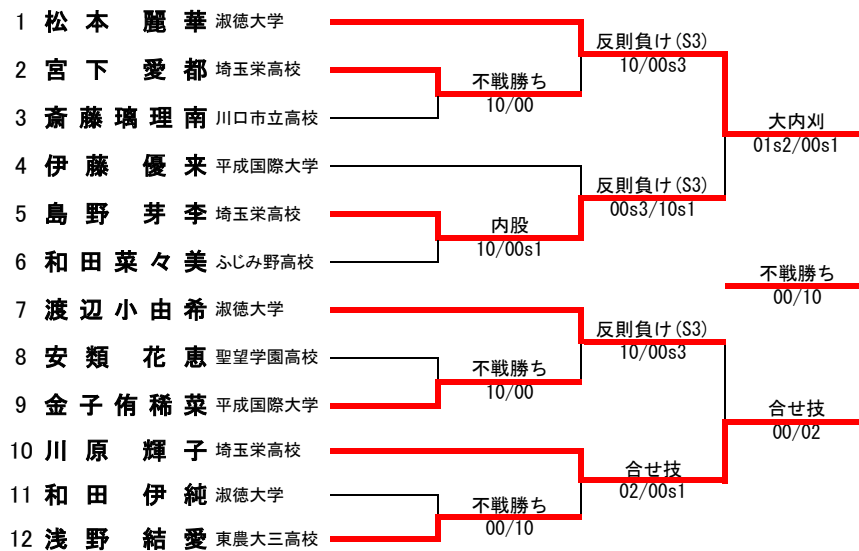 1 松本麗華 淑徳大学
2 宮下愛都 埼玉栄高校
3 斎藤璃理南 川口市立高校
4 伊藤優来 平成国際大学
5 島野芽李 埼玉栄高校
6 和田菜々美 ふじみ野高校
7 渡辺小由希 淑徳大学
8 安類花恵 聖望学園高校
9 金子侑稀菜 平成国際大学
10 川原輝子 埼玉栄高校
11 和田伊純 淑徳大学
12 浅野結愛 東農大三高校
不戦勝ち
10/00
内股
10/00s1
不戦勝ち
10/00
不戦勝ち
00/10
反則負け(S3)
10/00s3
反則負け(S3)
00s3/10s1
反則負け(S3)
10/00s3
合せ技
02/00s1
大内刈
01s2/00s1
不戦勝ち
00/10
合せ技
00/02